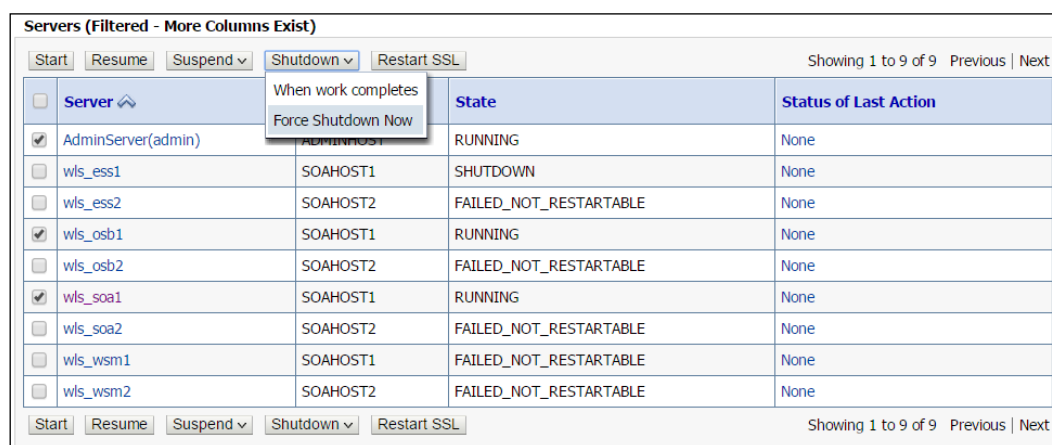 Servers (Filtered - More Columns Exist)
Start Resume Suspend Shutdown Restart SSL Showing 1 to 9 of 9 Previous | Next
When work completes
Force Shutdown Now
Server State Status of Last Action
AdminServer(admin) ADMINHOST RUNNING None
wls_ess1 SOAHOST1 SHUTDOWN None
wls_ess2 SOAHOST2 FAILED_NOT_RESTARTABLE None
wls_osb1 SOAHOST1 RUNNING None
wls_osb2 SOAHOST2 FAILED_NOT_RESTARTABLE None
wls_soa1 SOAHOST1 RUNNING None
wls_soa2 SOAHOST2 FAILED_NOT_RESTARTABLE None
wls_wsm1 SOAHOST1 FAILED_NOT_RESTARTABLE None
wls_wsm2 SOAHOST2 FAILED_NOT_RESTARTABLE None
Start Resume Suspend Shutdown Restart SSL Showing 1 to 9 of 9 Previous | Next